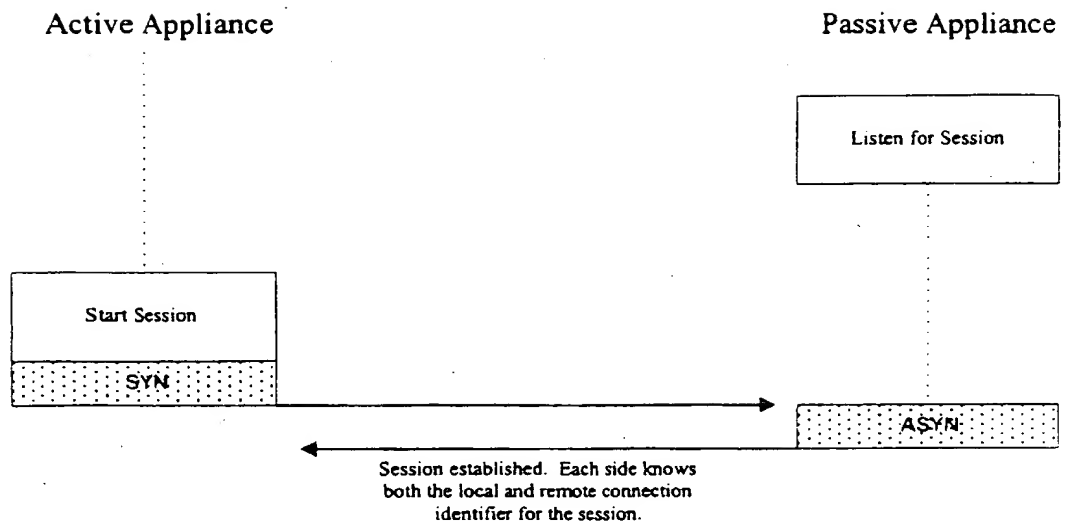 Active Appliance
Passive Appliance
Listen for Session
Start Session
SYN
ASYN
Session established. Each side knows
both the local and remote connection
identifier for the session.